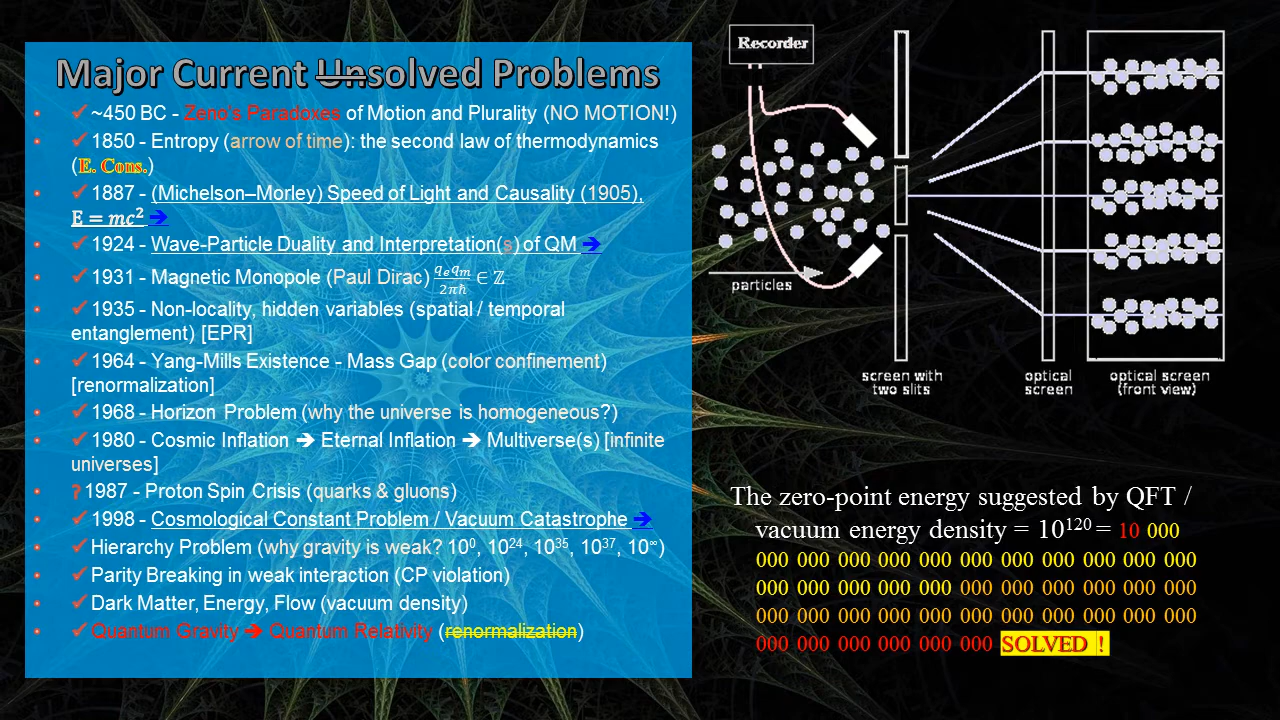 Major Current Unsolved Problems
• ✓ ~450 BC - Zeno's Paradoxes of Motion and Plurality (NO MOTION!)
• ✓ 1850 - Entropy (arrow of time): the second law of thermodynamics
(E. Cons.)
• ✓ 1887 - (Michelson–Morley) Speed of Light and Causality (1905),
E = mc² ➔
• ✓ 1924 - Wave-Particle Duality and Interpretation(s) of QM ➔
• ✓ 1931 - Magnetic Monopole (Paul Dirac) qₑqₘ/2πħ ∈ ℤ
• ✓ 1935 - Non-locality, hidden variables (spatial / temporal
entanglement) [EPR]
• ✓ 1964 - Yang-Mills Existence - Mass Gap (color confinement)
[renormalization]
• ✓ 1968 - Horizon Problem (why the universe is homogeneous?)
• ✓ 1980 - Cosmic Inflation ➔ Eternal Inflation ➔ Multiverse(s) [infinite
universes]
• ? 1987 - Proton Spin Crisis (quarks & gluons)
• ✓ 1998 - Cosmological Constant Problem / Vacuum Catastrophe ➔
• ✓ Hierarchy Problem (why gravity is weak? 10⁰, 10²⁴, 10³⁵, 10³⁷, 10^∞)
• ✓ Parity Breaking in weak interaction (CP violation)
• ✓ Dark Matter, Energy, Flow (vacuum density)
• ✓ Quantum Gravity ➔ Quantum Relativity (renormalization)
Recorder
particles
screen with
two slits
optical
screen
optical screen
(front view)
The zero-point energy suggested by QFT /
vacuum energy density = 10¹²⁰ = 10 000
000 000 000 000 000 000 000 000 000 000 000
000 000 000 000 000 000 000 000 000 000 000
000 000 000 000 000 000 000 000 000 000 000
000 000 000 000 000 000 SOLVED !